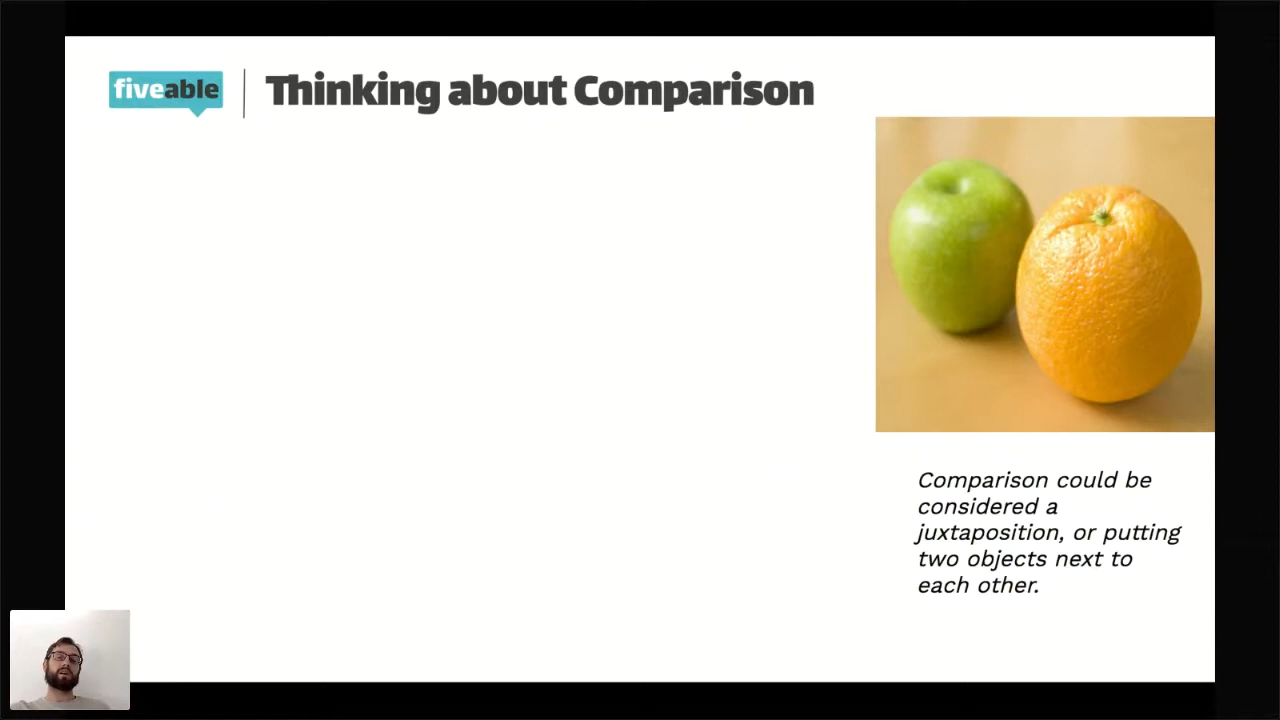 fiveable
Thinking about Comparison
Comparison could be
considered a
juxtaposition, or putting
two objects next to
each other.